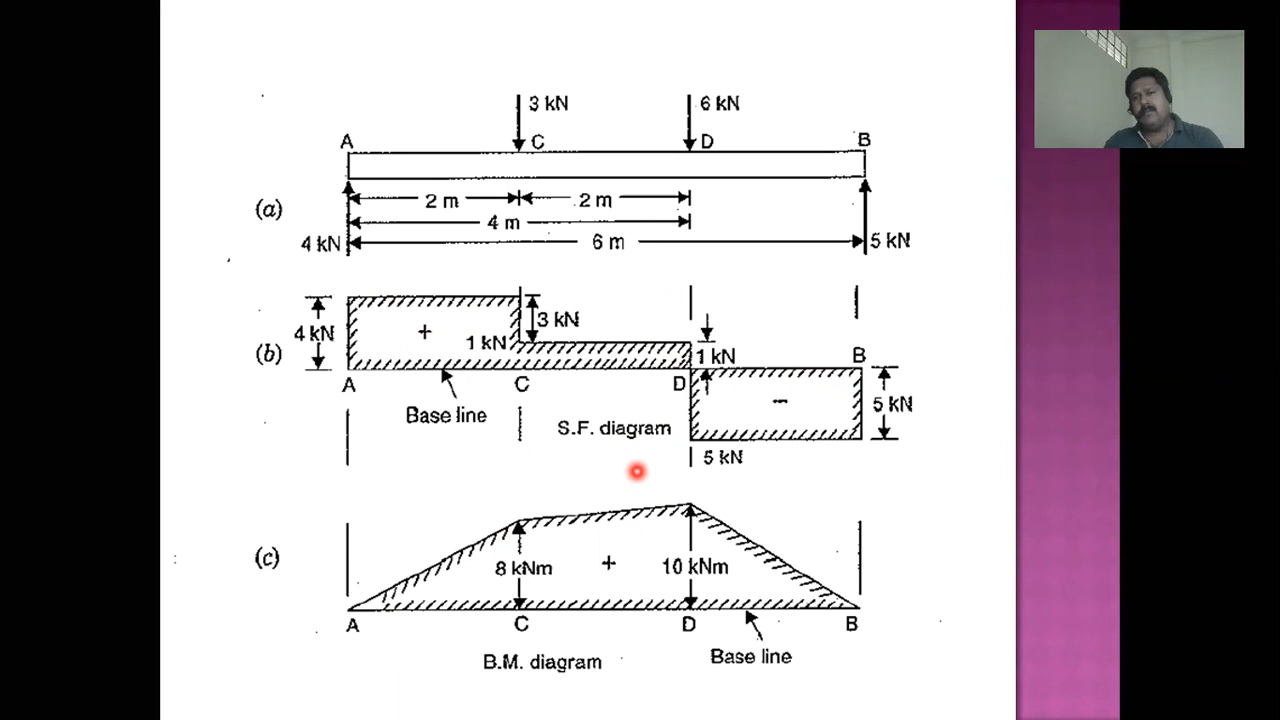 3 kN
6 kN
A
C
D
B
2 m
2 m
(a)
4 m
4 kN
6 m
5 kN
4 kN
+
3 kN
1 kN
(b)
1 kN
B
A
C
D
−
5 kN
Base line
S.F. diagram
5 kN
(c)
8 kNm
+
10 kNm
A
C
D
B
B.M. diagram
Base line